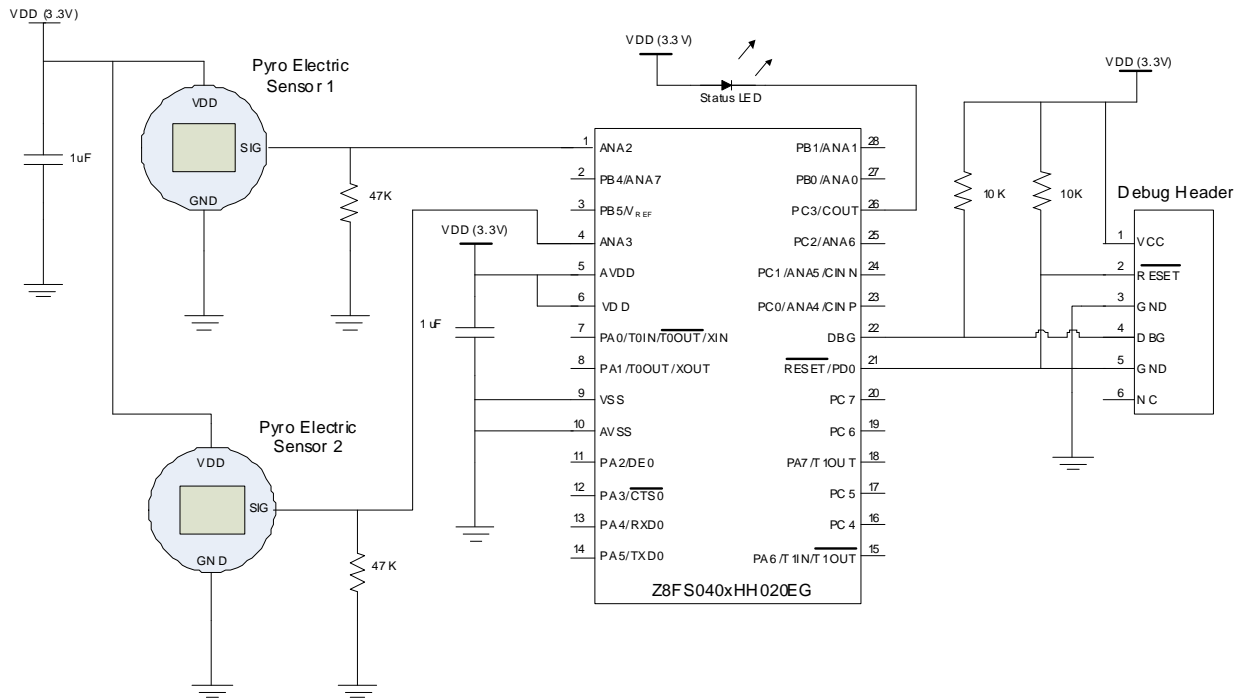 VDD (3.3V)
Pyro Electric
Sensor 1
VDD
SIG
GND
1uF
47K
Pyro Electric
Sensor 2
VDD
SIG
GND
47K
VDD (3.3V)
1uF
VDD (3.3V)
Status LED
1 ANA2
2 PB4/ANA7
3 PB5/VREF
4 ANA3
5 AVDD
6 VDD
7 PA0/T0IN/T0OUT/XIN
8 PA1/T0OUT/XOUT
9 VSS
10 AVSS
11 PA2/DE0
12 PA3/CTS0
13 PA4/RXD0
14 PA5/TXD0
PB1/ANA1 28
PB0/ANA0 27
PC3/COUT 26
PC2/ANA6 25
PC1/ANA5/CINN 24
PC0/ANA4/CINP 23
DBG 22
RESET/PD0 21
PC7 20
PC6 19
PA7/T1OUT 18
PC5 17
PC4 16
PA6/T1IN/T1OUT 15
Z8FS040xHH020EG
VDD (3.3V)
10K
10K
Debug Header
1 VCC
2 RESET
3 GND
4 DBG
5 GND
6 NC